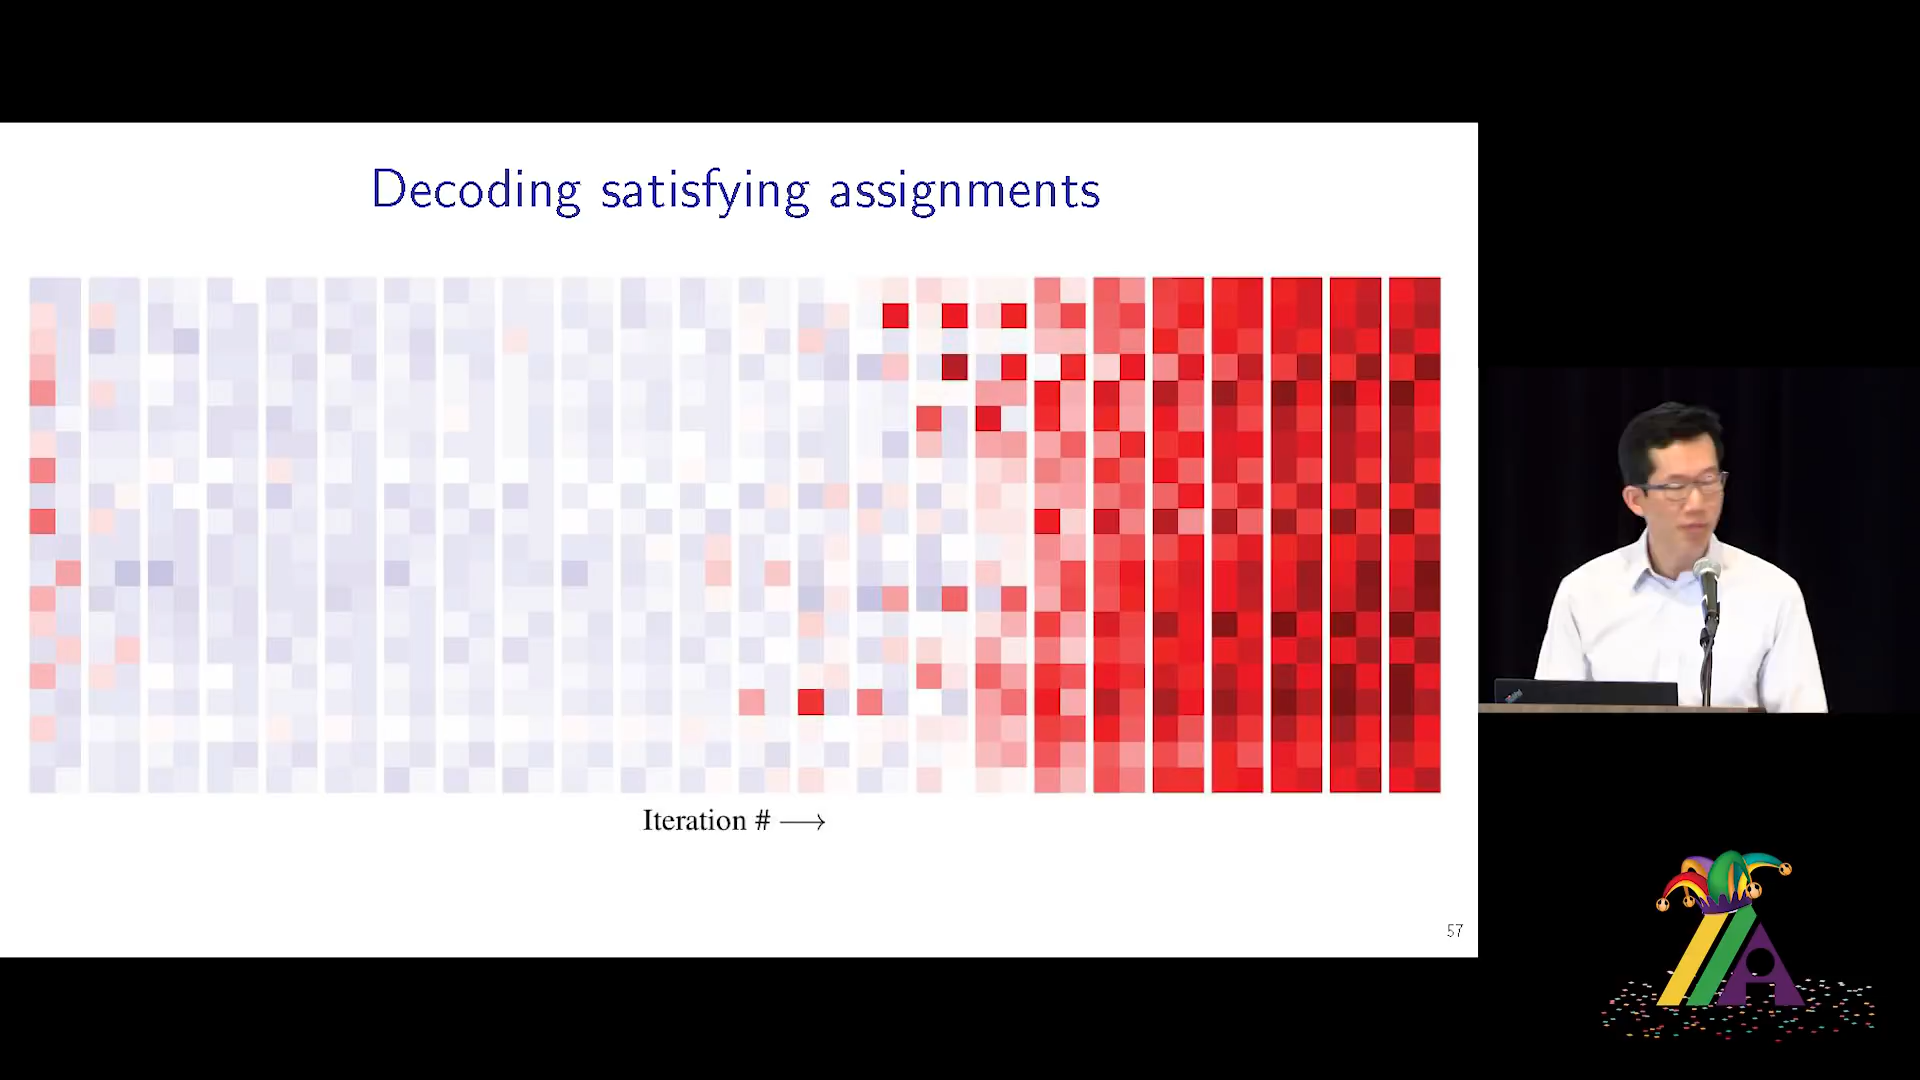 Decoding satisfying assignments
Iteration # ⟶
57